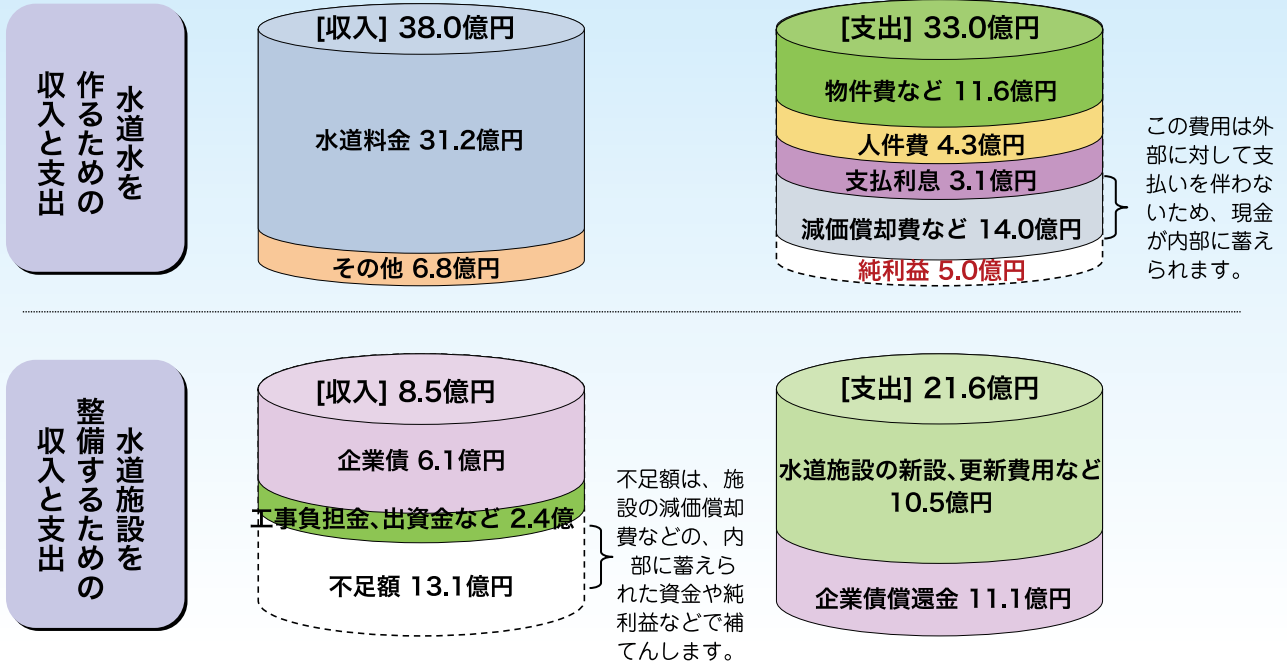 水道水を
作るための
収入と支出
[収入] 38.0億円
水道料金 31.2億円
その他 6.8億円
[支出] 33.0億円
物件費など 11.6億円
人件費 4.3億円
支払利息 3.1億円
減価償却費など 14.0億円
純利益 5.0億円
この費用は外
部に対して支
払いを伴わな
いため、現金
が内部に蓄え
られます。
水道施設を
整備するための
収入と支出
[収入] 8.5億円
企業債 6.1億円
工事負担金、出資金など 2.4億
不足額 13.1億円
不足額は、施
設の減価償却
費などの、内
部に蓄えら
れた資金や純
利益などで補
てんします。
[支出] 21.6億円
水道施設の新設、更新費用など
10.5億円
企業債償還金 11.1億円